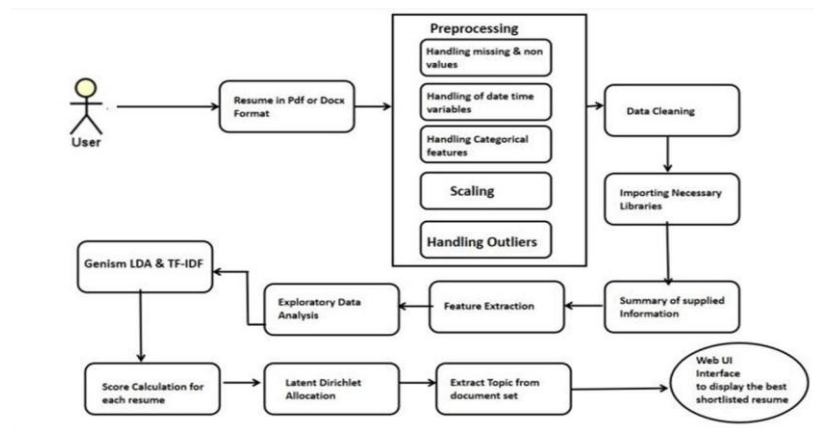 Preprocessing
Handling missing & non
values
Handling of date time
variables
Handling Categorical
features
Scaling
Handling Outliers
User
Resume in Pdf or Docx
Format
Data Cleaning
Importing Necessary
Libraries
Summary of supplied
Information
Feature Extraction
Exploratory Data
Analysis
Genism LDA & TF-IDF
Score Calculation for
each resume
Latent Dirichlet
Allocation
Extract Topic from
document set
Web UI
Interface
to display the best
shortlisted resume